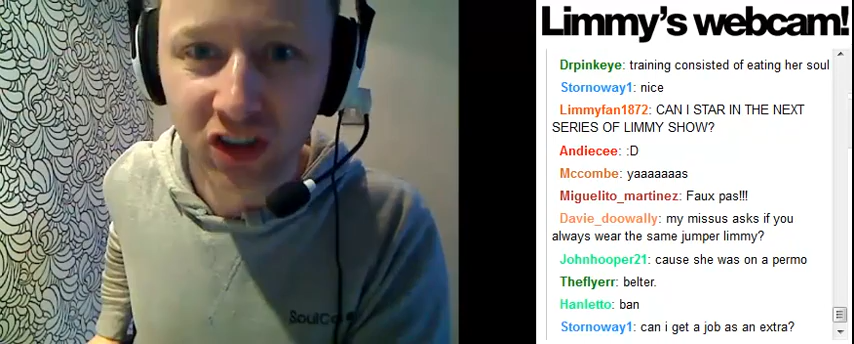 Limmy's webcam!
Drpinkeye: training consisted of eating her soul
Stornoway1: nice
Limmyfan1872: CAN I STAR IN THE NEXT
SERIES OF LIMMY SHOW?
Andiecee: :D
Mccombe: yaaaaaaas
Miguelito_martinez: Faux pas!!!
Davie_doowally: my missus asks if you
always wear the same jumper limmy?
Johnhooper21: cause she was on a permo
Theflyerr: belter.
Hanletto: ban
Stornoway1: can i get a job as an extra?